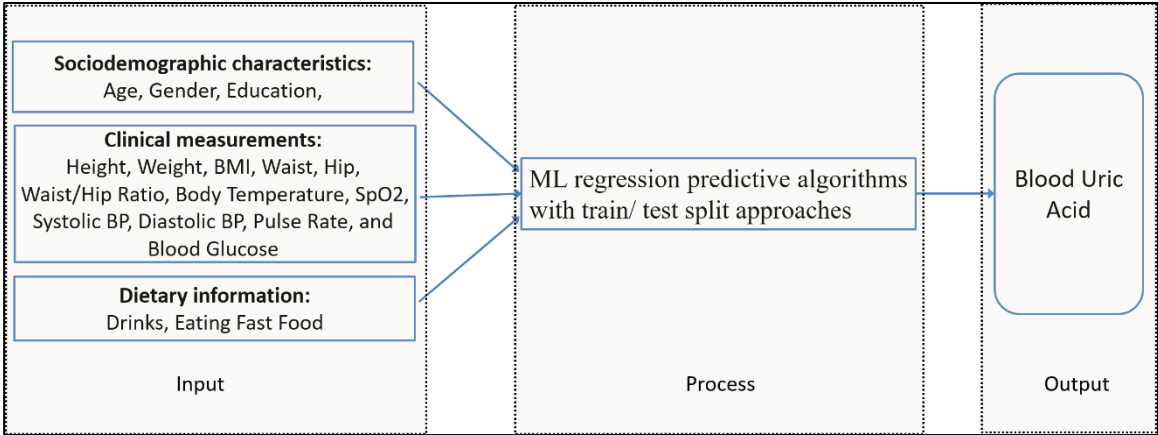 Sociodemographic characteristics:
Age, Gender, Education,
Clinical measurements:
Height, Weight, BMI, Waist, Hip,
Waist/Hip Ratio, Body Temperature, SpO2,
Systolic BP, Diastolic BP, Pulse Rate, and
Blood Glucose
Dietary information:
Drinks, Eating Fast Food
Input
ML regression predictive algorithms
with train/ test split approaches
Process
Blood Uric
Acid
Output